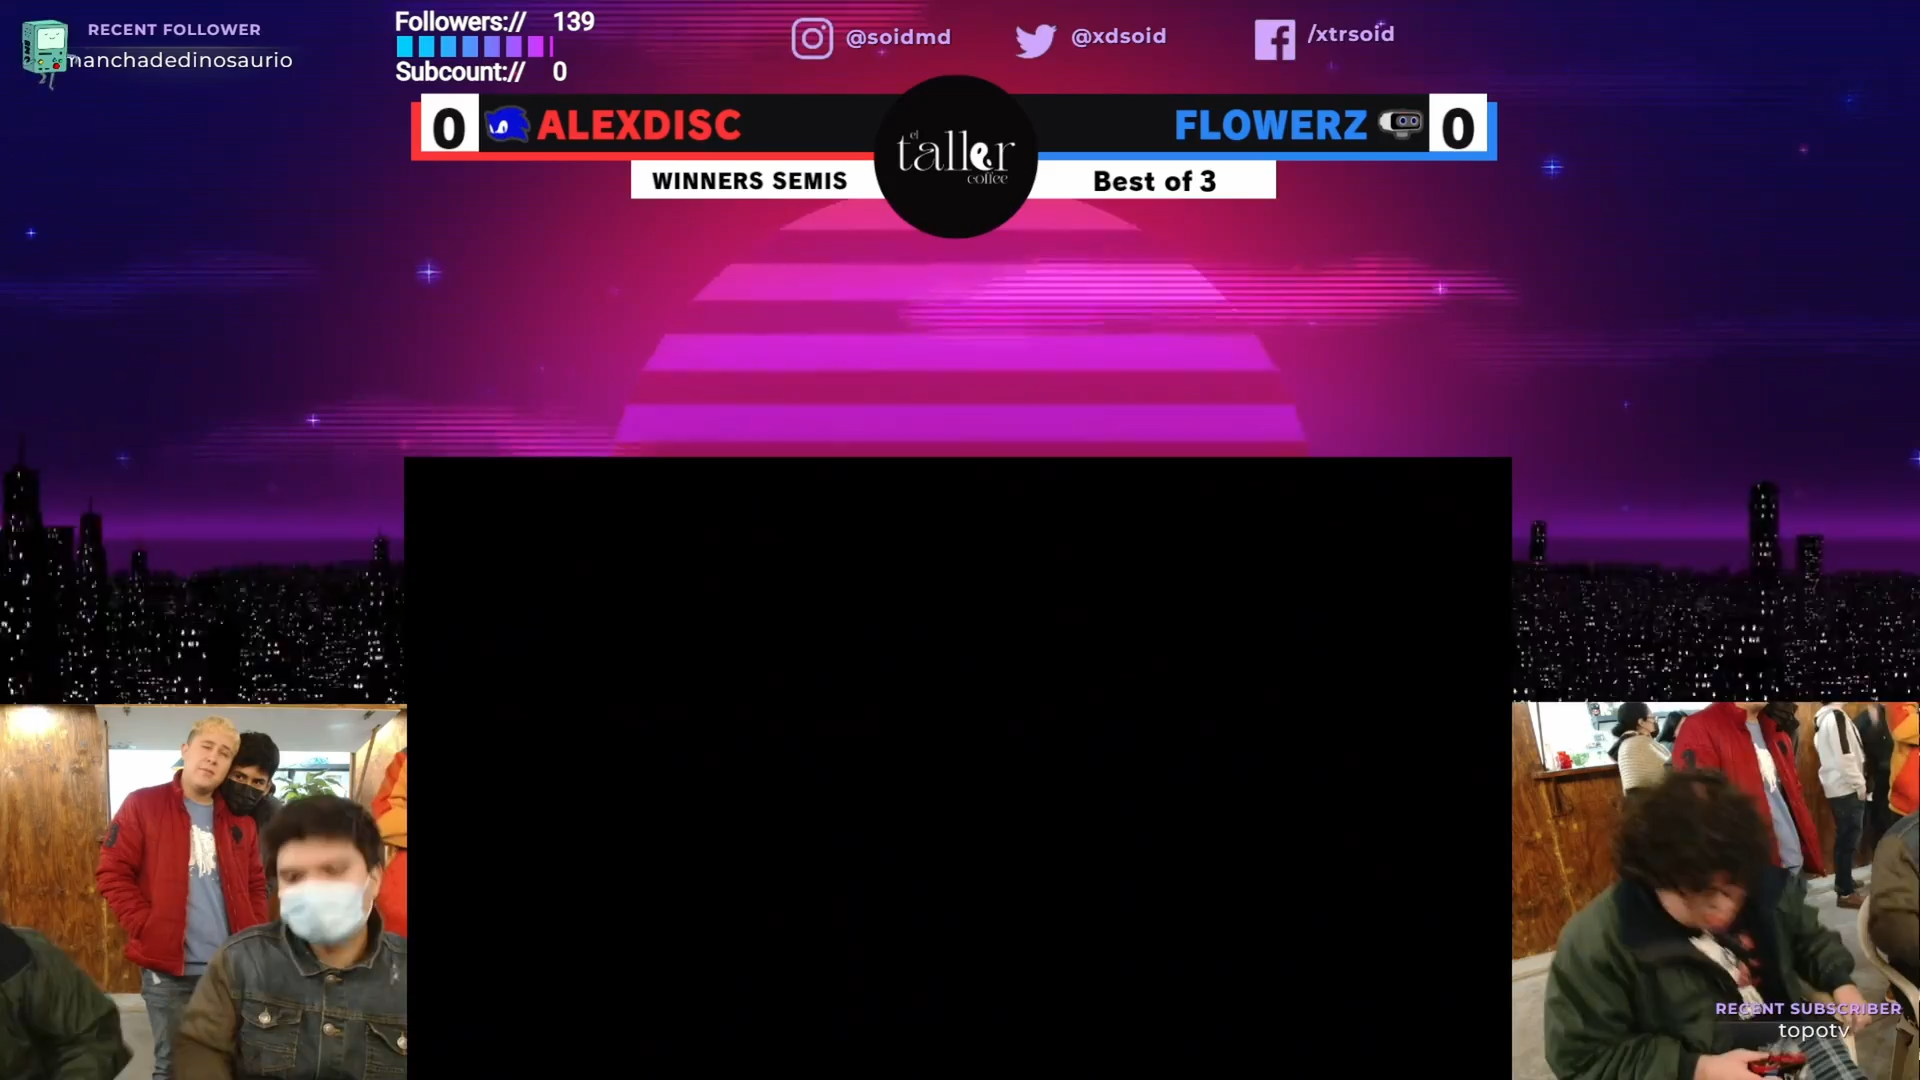 RECENT FOLLOWER
manchadedinosaurio
Followers:// 139
Subcount:// 0
@soidmd
@xdsoid
/xtrsoid
0 ALEXDISC
el
taller
coffee
FLOWERZ 0
WINNERS SEMIS
Best of 3
RECENT SUBSCRIBER
topotv